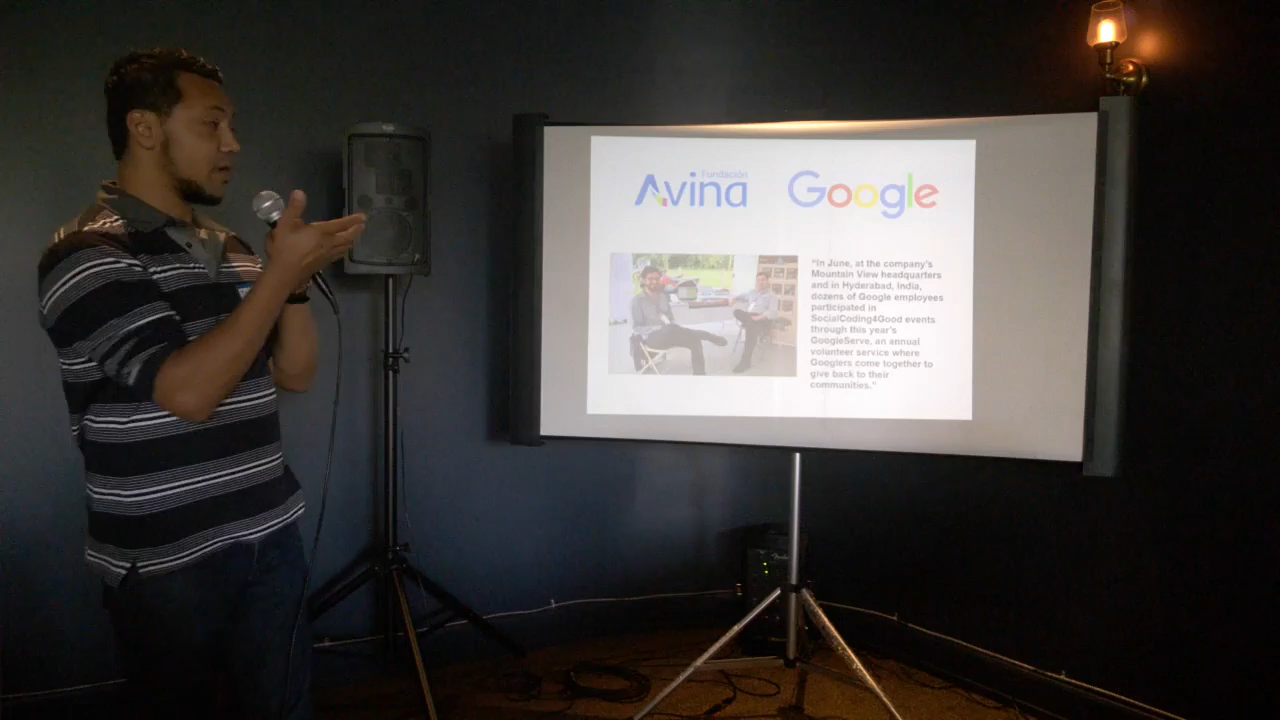 Fundación
Avina
Google
“In June, at the company's
Mountain View headquarters
and in Hyderabad, India,
dozens of Google employees
participated in
SocialCoding4Good events
through this year's
GoogleServe, an annual
volunteer service where
Googlers come together to
give back to their
communities.”
Fender